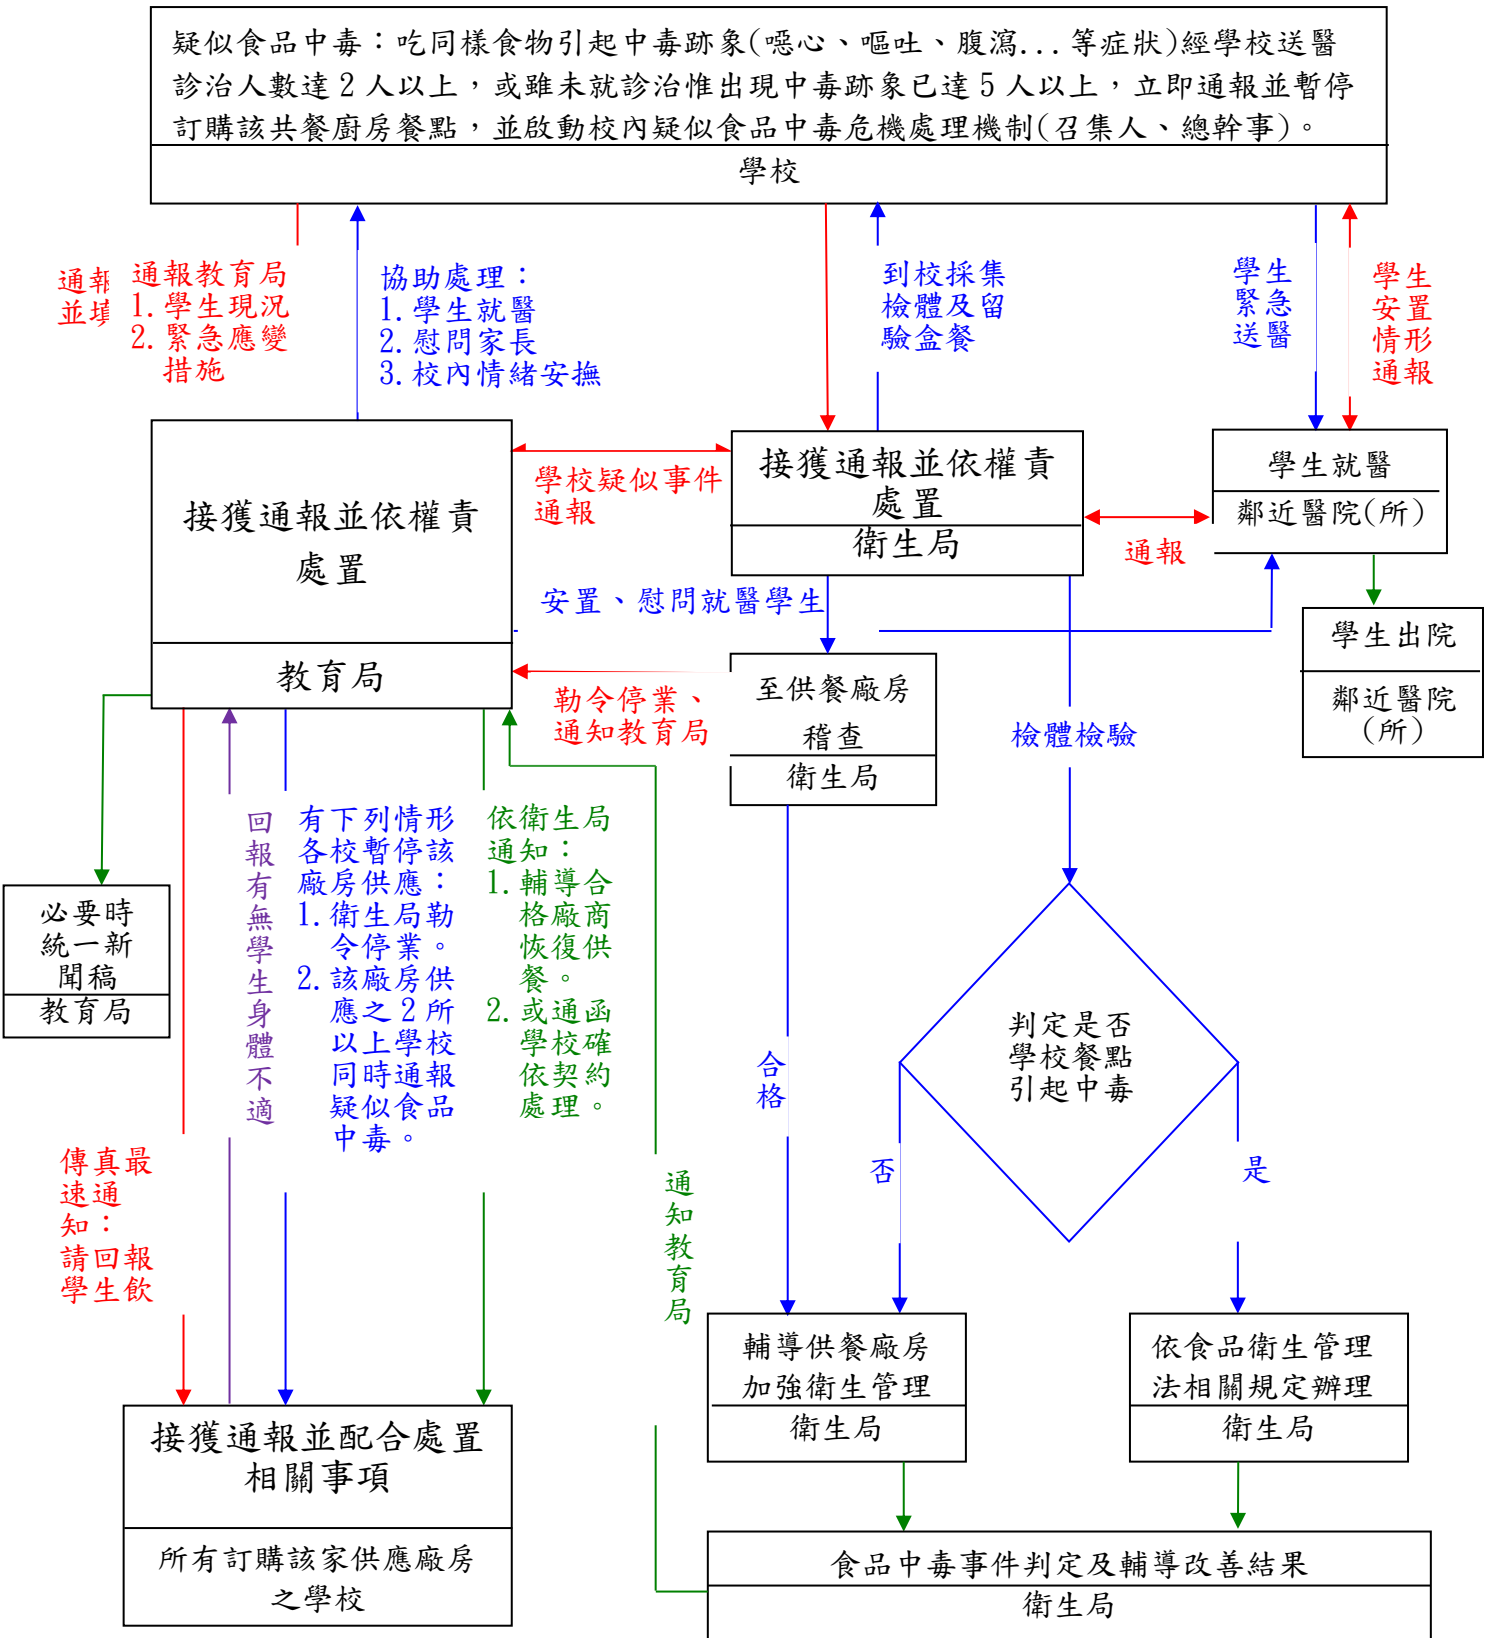 疑似食品中毒：吃同樣食物引起中毒跡象(噁心、嘔吐、腹瀉...等症狀)經學校送醫
診治人數達2人以上，或雖未就診治惟出現中毒跡象已達5人以上，立即通報並暫停
訂購該共餐廚房餐點，並啟動校內疑似食品中毒危機處理機制(召集人、總幹事)。
學校
通報
並填
通報教育局
1.學生現況
2.緊急應變
措施
協助處理：
1.學生就醫
2.慰問家長
3.校內情緒安撫
到校採集
檢體及留
驗盒餐
學生
緊急
送醫
學生
安置
情形
通報
接獲通報並依權責
處置
教育局
學校疑似事件
通報
接獲通報並依權責
處置
衛生局
通報
學生就醫
鄰近醫院(所)
安置、慰問就醫學生
學生出院
鄰近醫院
(所)
勒令停業、
通知教育局
至供餐廠房
稽查
衛生局
檢體檢驗
必要時
統一新
聞稿
教育局
回
報
有
無
學
生
身
體
不
適
有下列情形
各校暫停該
廠房供應：
1.衛生局勒
令停業。
2.該廠房供
應之2所
以上學校
同時通報
疑似食品
中毒。
依衛生局
通知：
1.輔導合
格廠商
恢復供
餐。
2.或通函
學校確
依契約
處理。
合
格
判定是否
學校餐點
引起中毒
否
是
傳真最
速通
知：
請回報
學生飲
通
知
教
育
局
輔導供餐廠房
加強衛生管理
衛生局
依食品衛生管理
法相關規定辦理
衛生局
接獲通報並配合處置
相關事項
所有訂購該家供應廠房
之學校
食品中毒事件判定及輔導改善結果
衛生局